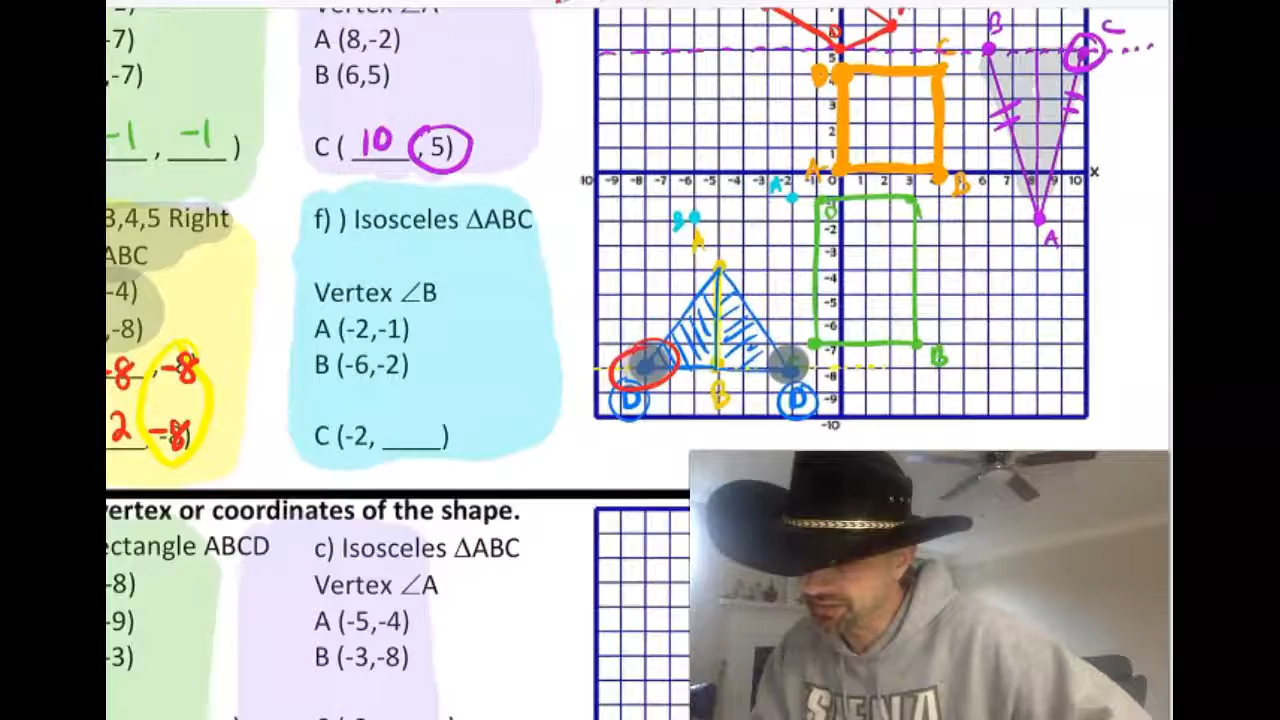 -7)
,-7)
-1 , -1 )
Vertex ∠A
A (8,-2)
B (6,5)
C ( 10 , 5)
3,4,5 Right
ABC
-4)
,-8)
-8 , -8
2 -8)
f) ) Isosceles ΔABC
Vertex ∠B
A (-2,-1)
B (-6,-2)
C (-2, ____)
vertex or coordinates of the shape.
ectangle ABCD
-8)
-9)
-3)
c) Isosceles ΔABC
Vertex ∠A
A (-5,-4)
B (-3,-8)
B C
D C
5
3
2
1
A B
10 -9 -8 -7 -6 -5 -4 -3 -2 0 2 3 6 7 8 9 10 X
A
B
A
D
A
-2
-3
-4
-5
-6
-7
-8
-9
-10
B
D B D